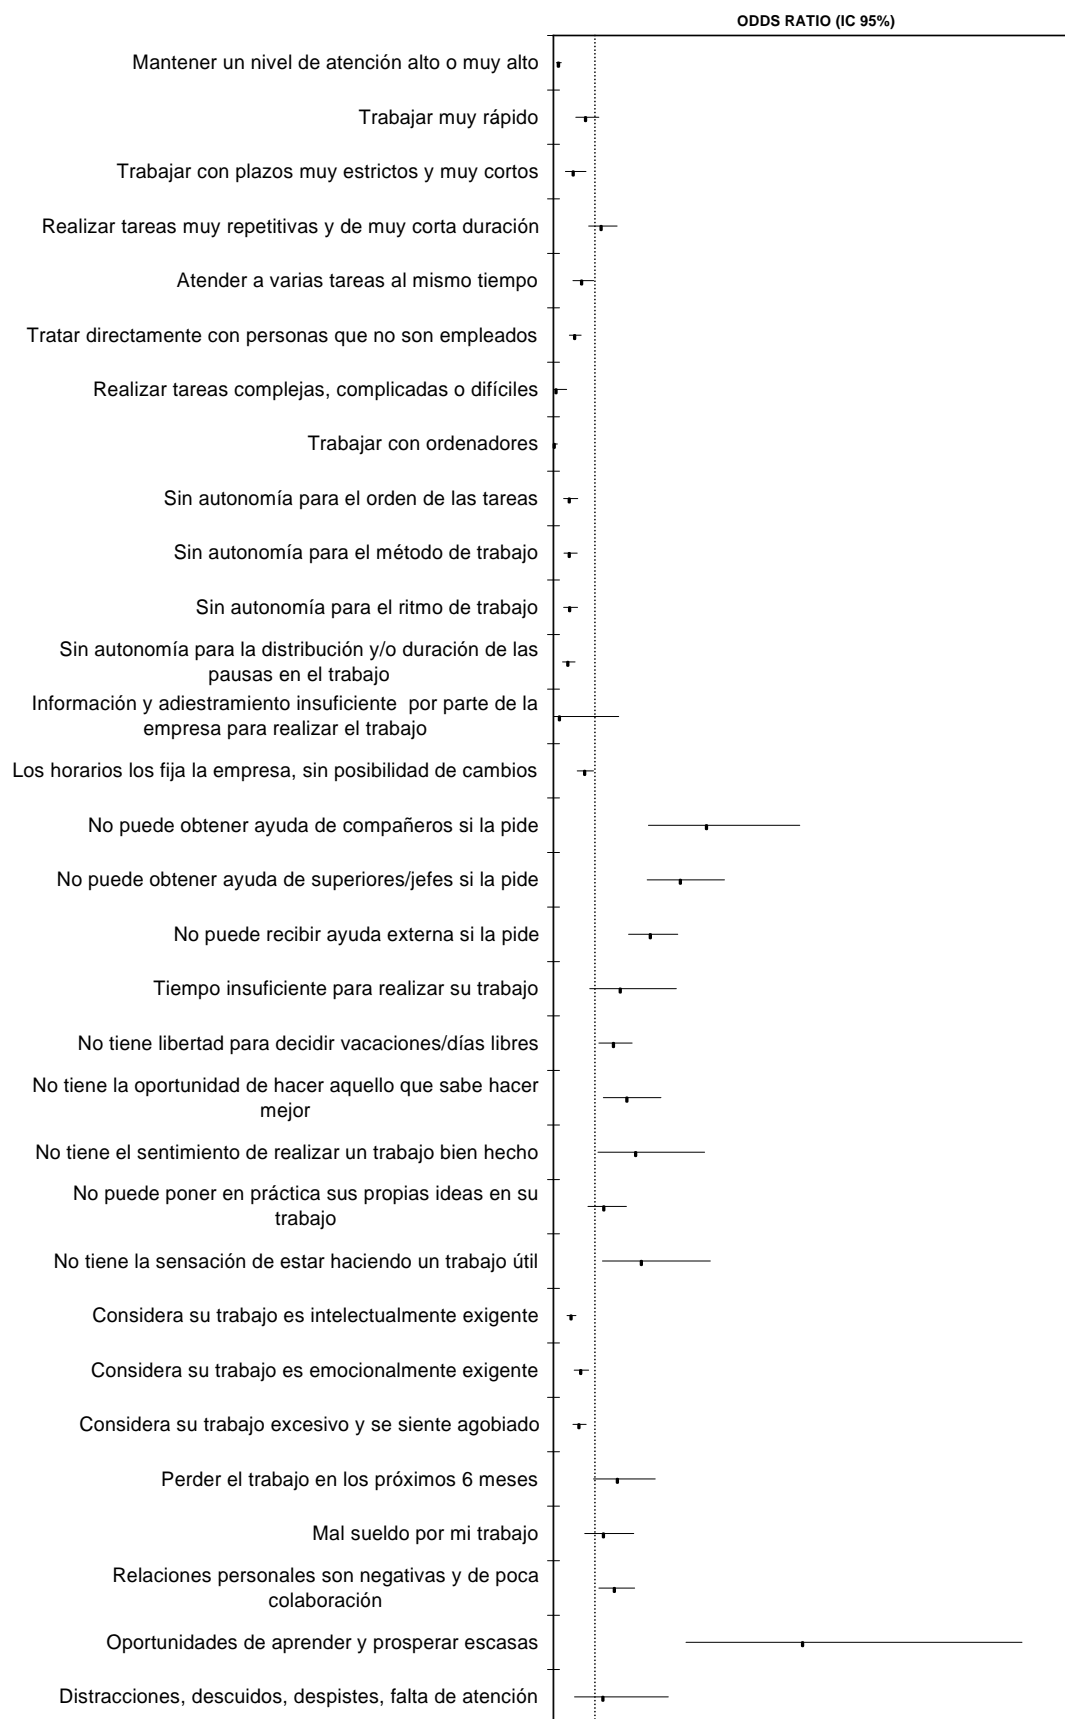 ODDS RATIO (IC 95%)
Mantener un nivel de atención alto o muy alto
Trabajar muy rápido
Trabajar con plazos muy estrictos y muy cortos
Realizar tareas muy repetitivas y de muy corta duración
Atender a varias tareas al mismo tiempo
Tratar directamente con personas que no son empleados
Realizar tareas complejas, complicadas o difíciles
Trabajar con ordenadores
Sin autonomía para el orden de las tareas
Sin autonomía para el método de trabajo
Sin autonomía para el ritmo de trabajo
Sin autonomía para la distribución y/o duración de las
pausas en el trabajo
Información y adiestramiento insuficiente por parte de la
empresa para realizar el trabajo
Los horarios los fija la empresa, sin posibilidad de cambios
No puede obtener ayuda de compañeros si la pide
No puede obtener ayuda de superiores/jefes si la pide
No puede recibir ayuda externa si la pide
Tiempo insuficiente para realizar su trabajo
No tiene libertad para decidir vacaciones/días libres
No tiene la oportunidad de hacer aquello que sabe hacer
mejor
No tiene el sentimiento de realizar un trabajo bien hecho
No puede poner en práctica sus propias ideas en su
trabajo
No tiene la sensación de estar haciendo un trabajo útil
Considera su trabajo es intelectualmente exigente
Considera su trabajo es emocionalmente exigente
Considera su trabajo excesivo y se siente agobiado
Perder el trabajo en los próximos 6 meses
Mal sueldo por mi trabajo
Relaciones personales son negativas y de poca
colaboración
Oportunidades de aprender y prosperar escasas
Distracciones, descuidos, despistes, falta de atención